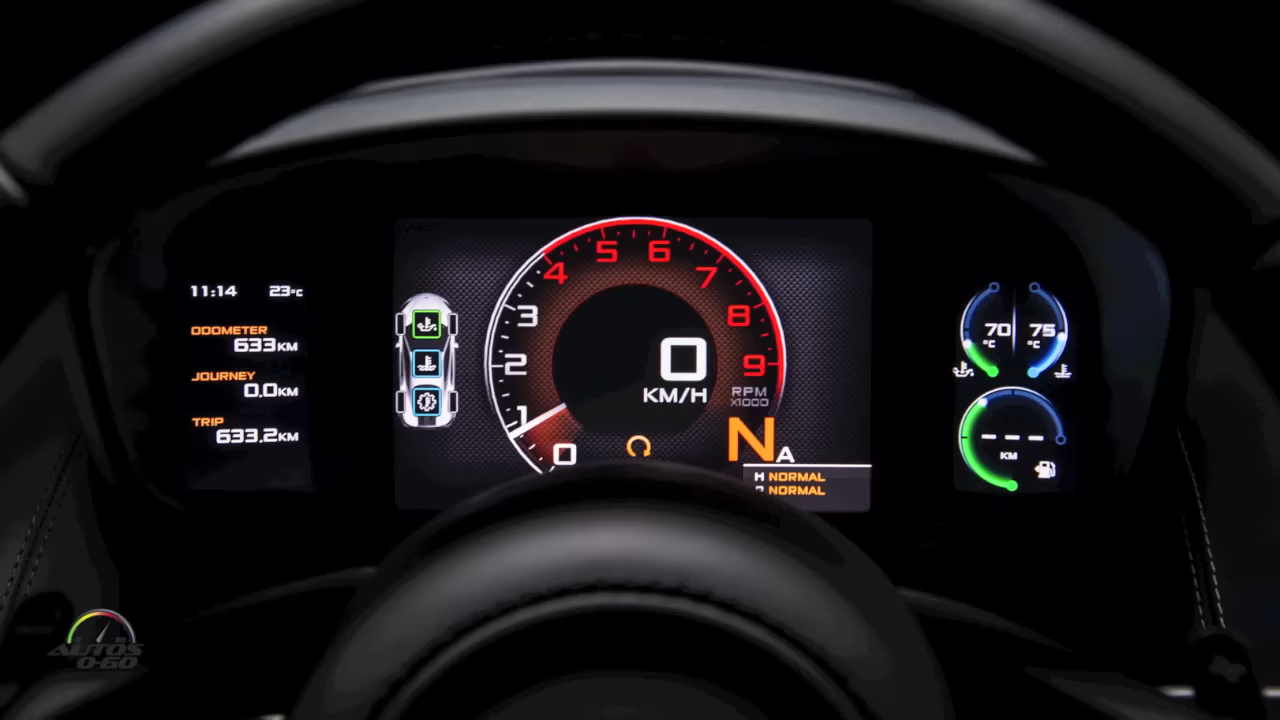 11:14 23°C
ODOMETER
633KM
JOURNEY
0.0KM
TRIP
633.2KM
0 1 2 3 4 5 6 7 8 9
RPM
X1000
0
KM/H
NA
H NORMAL
NORMAL
70 °C
75 °C
--- 
KM
AUTOS
0-60